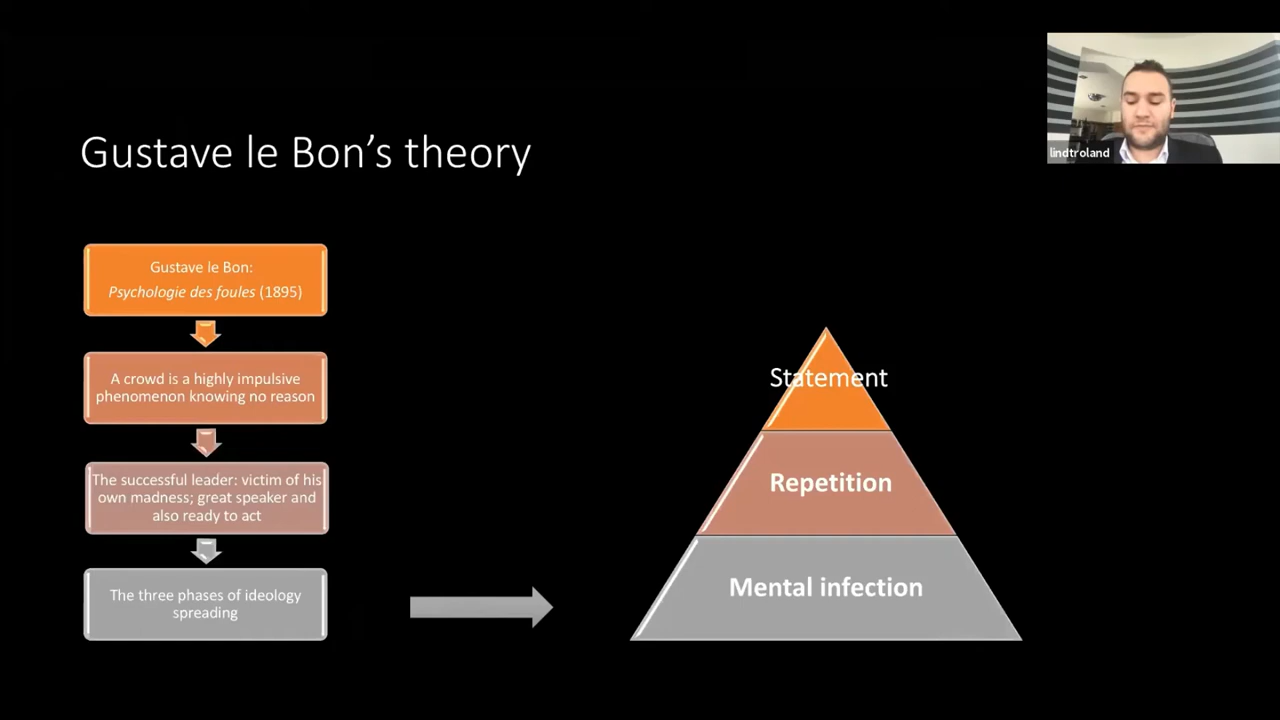 Gustave le Bon’s theory
lindtroland
Gustave le Bon:
Psychologie des foules (1895)
A crowd is a highly impulsive
phenomenon knowing no reason
The successful leader: victim of his
own madness; great speaker and
also ready to act
The three phases of ideology
spreading
Statement
Repetition
Mental infection